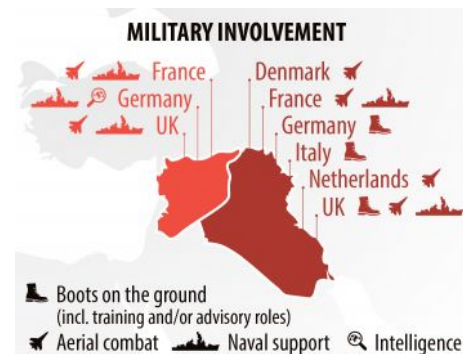 MILITARY INVOLVEMENT
France
Germany
UK
Denmark
France
Germany
Italy
Netherlands
UK
Boots on the ground
(incl. training and/or advisory roles)
Aerial combat
Naval support
Intelligence